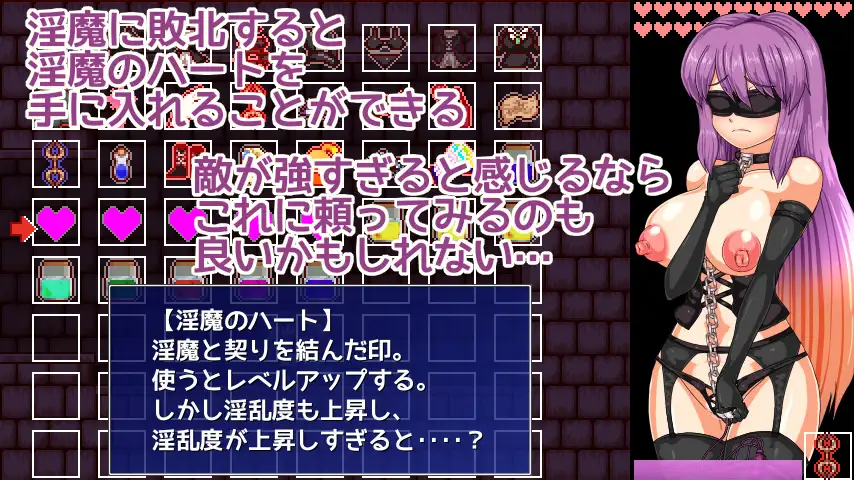 淫魔に敗北すると
淫魔のハートを
手に入れることができる
敵が強すぎると感じるなら
これに頼ってみるのも
良いかもしれない…
【淫魔のハート】
淫魔と契りを結んだ印。
使うとレベルアップする。
しかし淫乱度も上昇し、
淫乱度が上昇しすぎると‥‥？